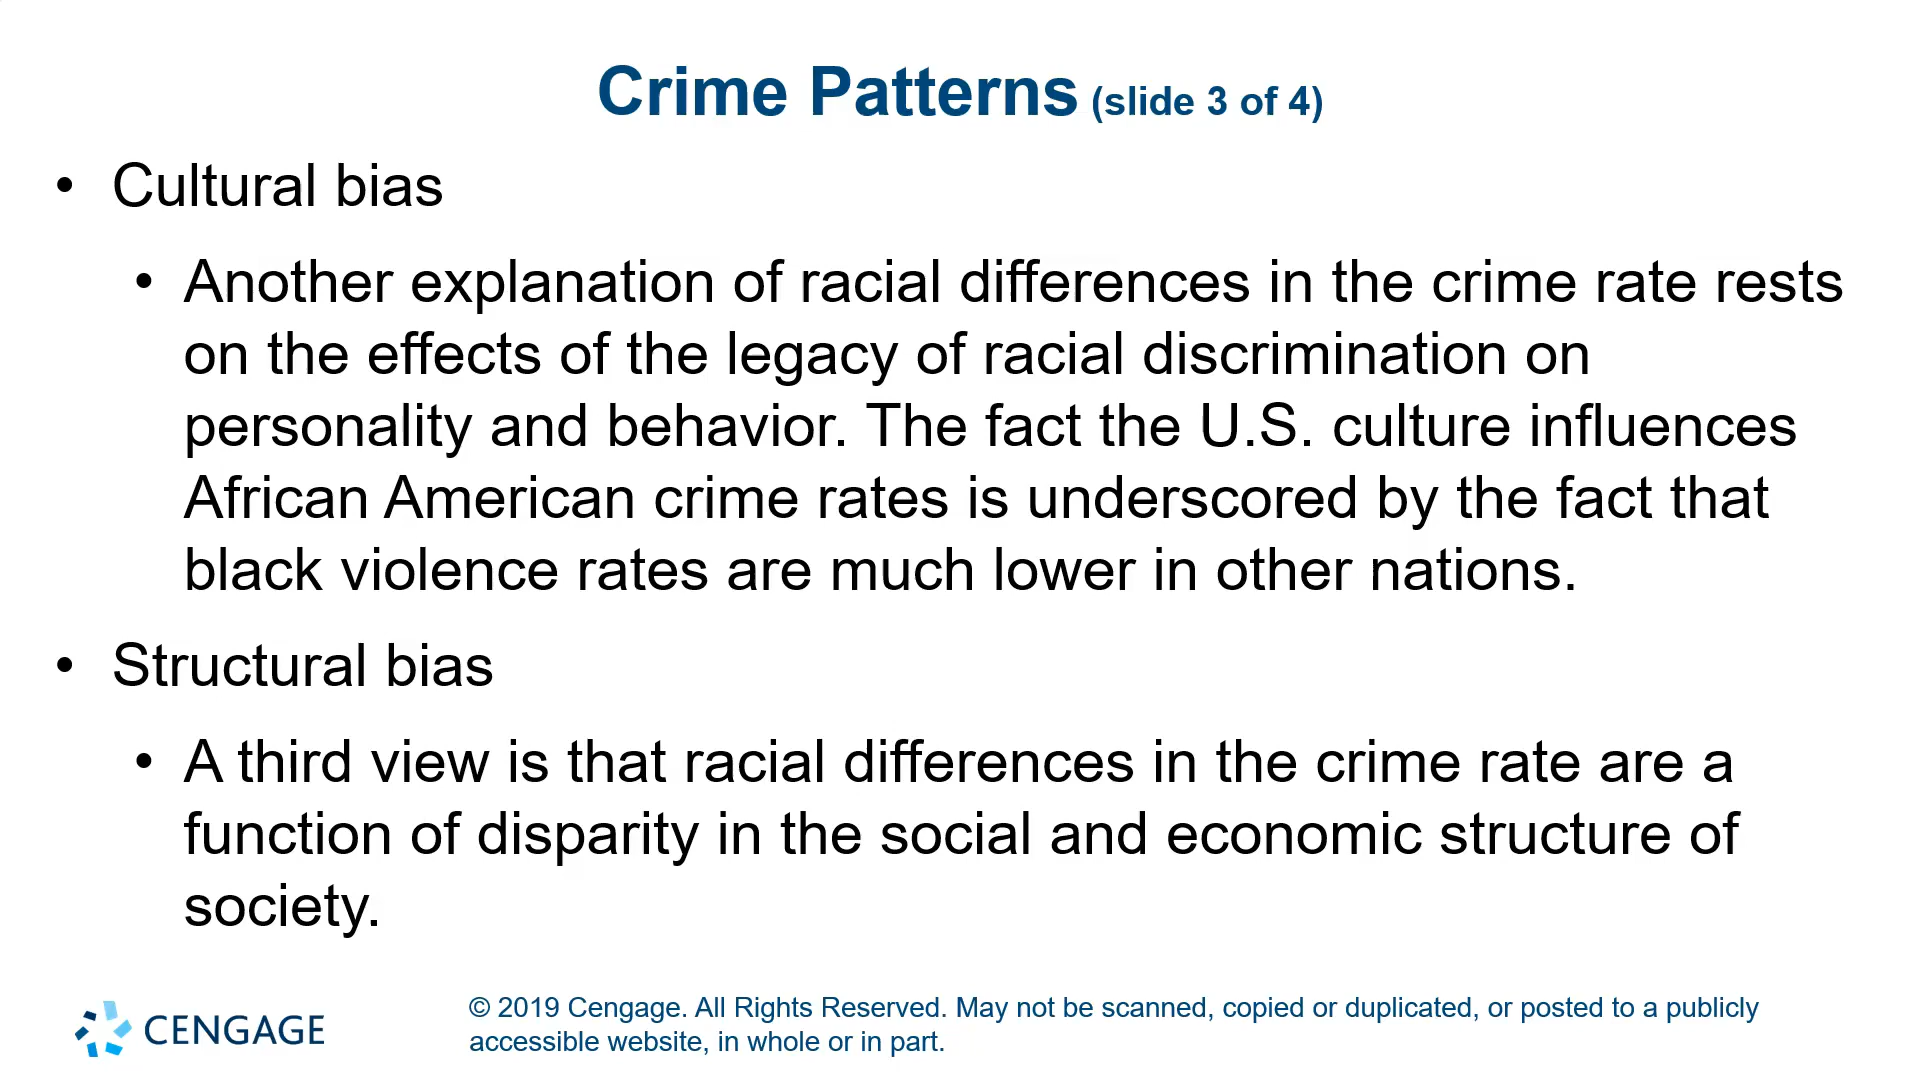 Crime Patterns (slide 3 of 4)
• Cultural bias
• Another explanation of racial differences in the crime rate rests
on the effects of the legacy of racial discrimination on
personality and behavior. The fact the U.S. culture influences
African American crime rates is underscored by the fact that
black violence rates are much lower in other nations.
• Structural bias
• A third view is that racial differences in the crime rate are a
function of disparity in the social and economic structure of
society.
CENGAGE
© 2019 Cengage. All Rights Reserved. May not be scanned, copied or duplicated, or posted to a publicly
accessible website, in whole or in part.